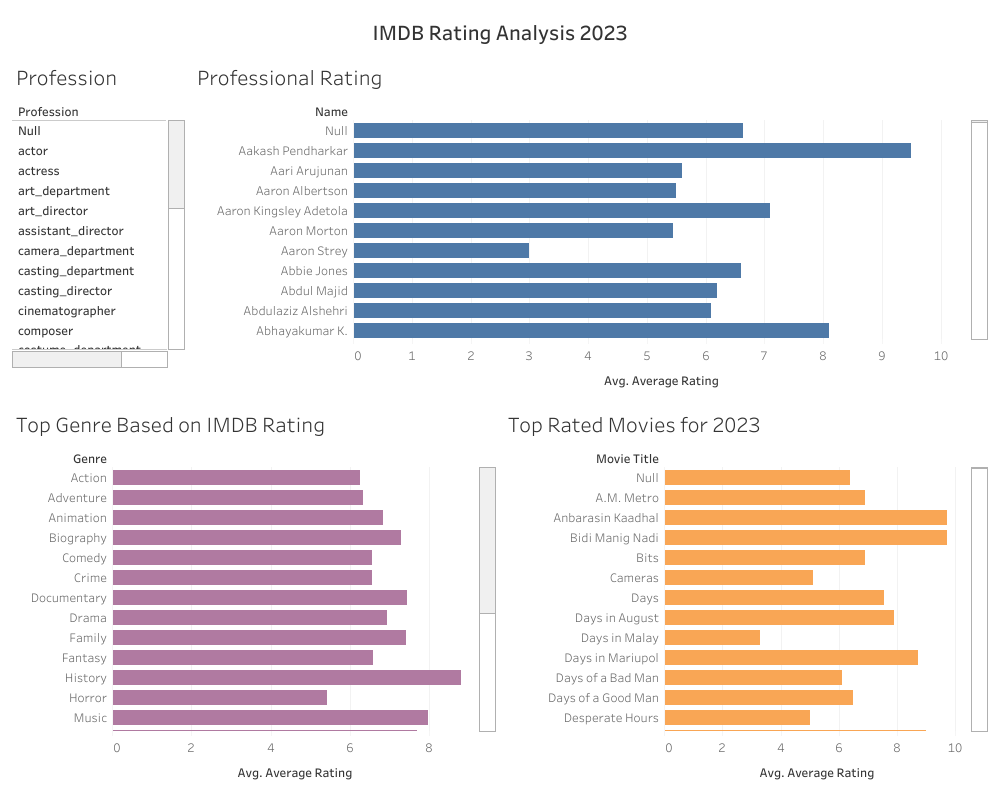 IMDB Rating Analysis 2023
Profession
Profession
Null
actor
actress
art_department
art_director
assistant_director
camera_department
casting_department
casting_director
cinematographer
composer
costume_department
Professional Rating
Name
Null
Aakash Pendharkar
Aari Arujunan
Aaron Albertson
Aaron Kingsley Adetola
Aaron Morton
Aaron Strey
Abbie Jones
Abdul Majid
Abdulaziz Alshehri
Abhayakumar K.
0 1 2 3 4 5 6 7 8 9 10
Avg. Average Rating
Top Genre Based on IMDB Rating
Genre
Action
Adventure
Animation
Biography
Comedy
Crime
Documentary
Drama
Family
Fantasy
History
Horror
Music
0 2 4 6 8
Avg. Average Rating
Top Rated Movies for 2023
Movie Title
Null
A.M. Metro
Anbarasin Kaadhal
Bidi Manig Nadi
Bits
Cameras
Days
Days in August
Days in Malay
Days in Mariupol
Days of a Bad Man
Days of a Good Man
Desperate Hours
0 2 4 6 8 10
Avg. Average Rating